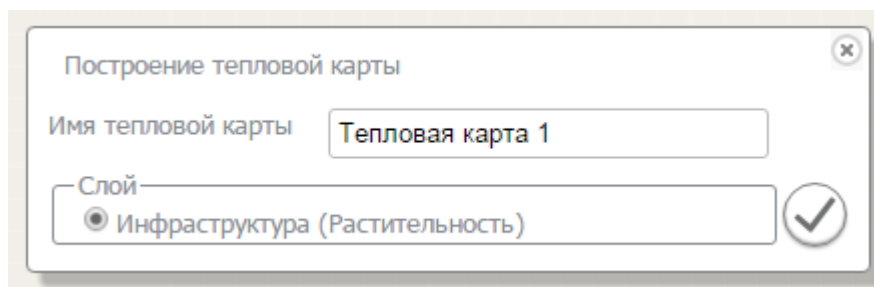 Построение тепловой карты
Имя тепловой карты Тепловая карта 1
Слой
Инфраструктура (Растительность)